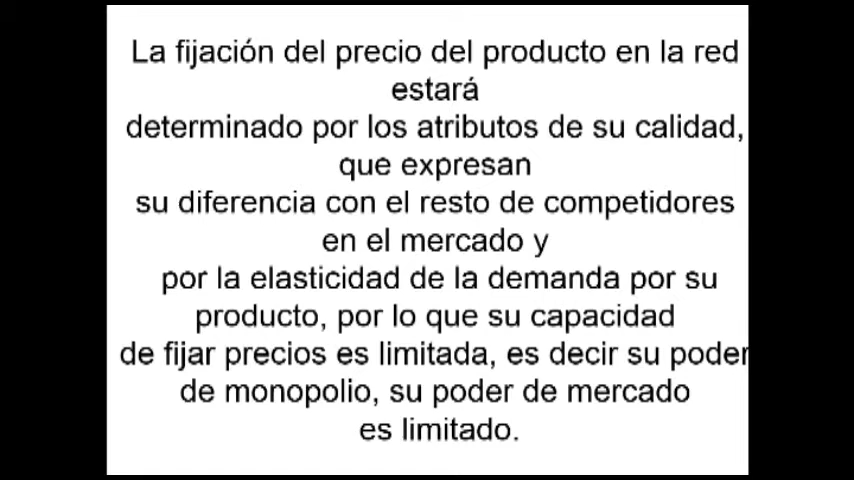 La fijación del precio del producto en la red
estará
determinado por los atributos de su calidad,
que expresan
su diferencia con el resto de competidores
en el mercado y
por la elasticidad de la demanda por su
producto, por lo que su capacidad
de fijar precios es limitada, es decir su poder
de monopolio, su poder de mercado
es limitado.